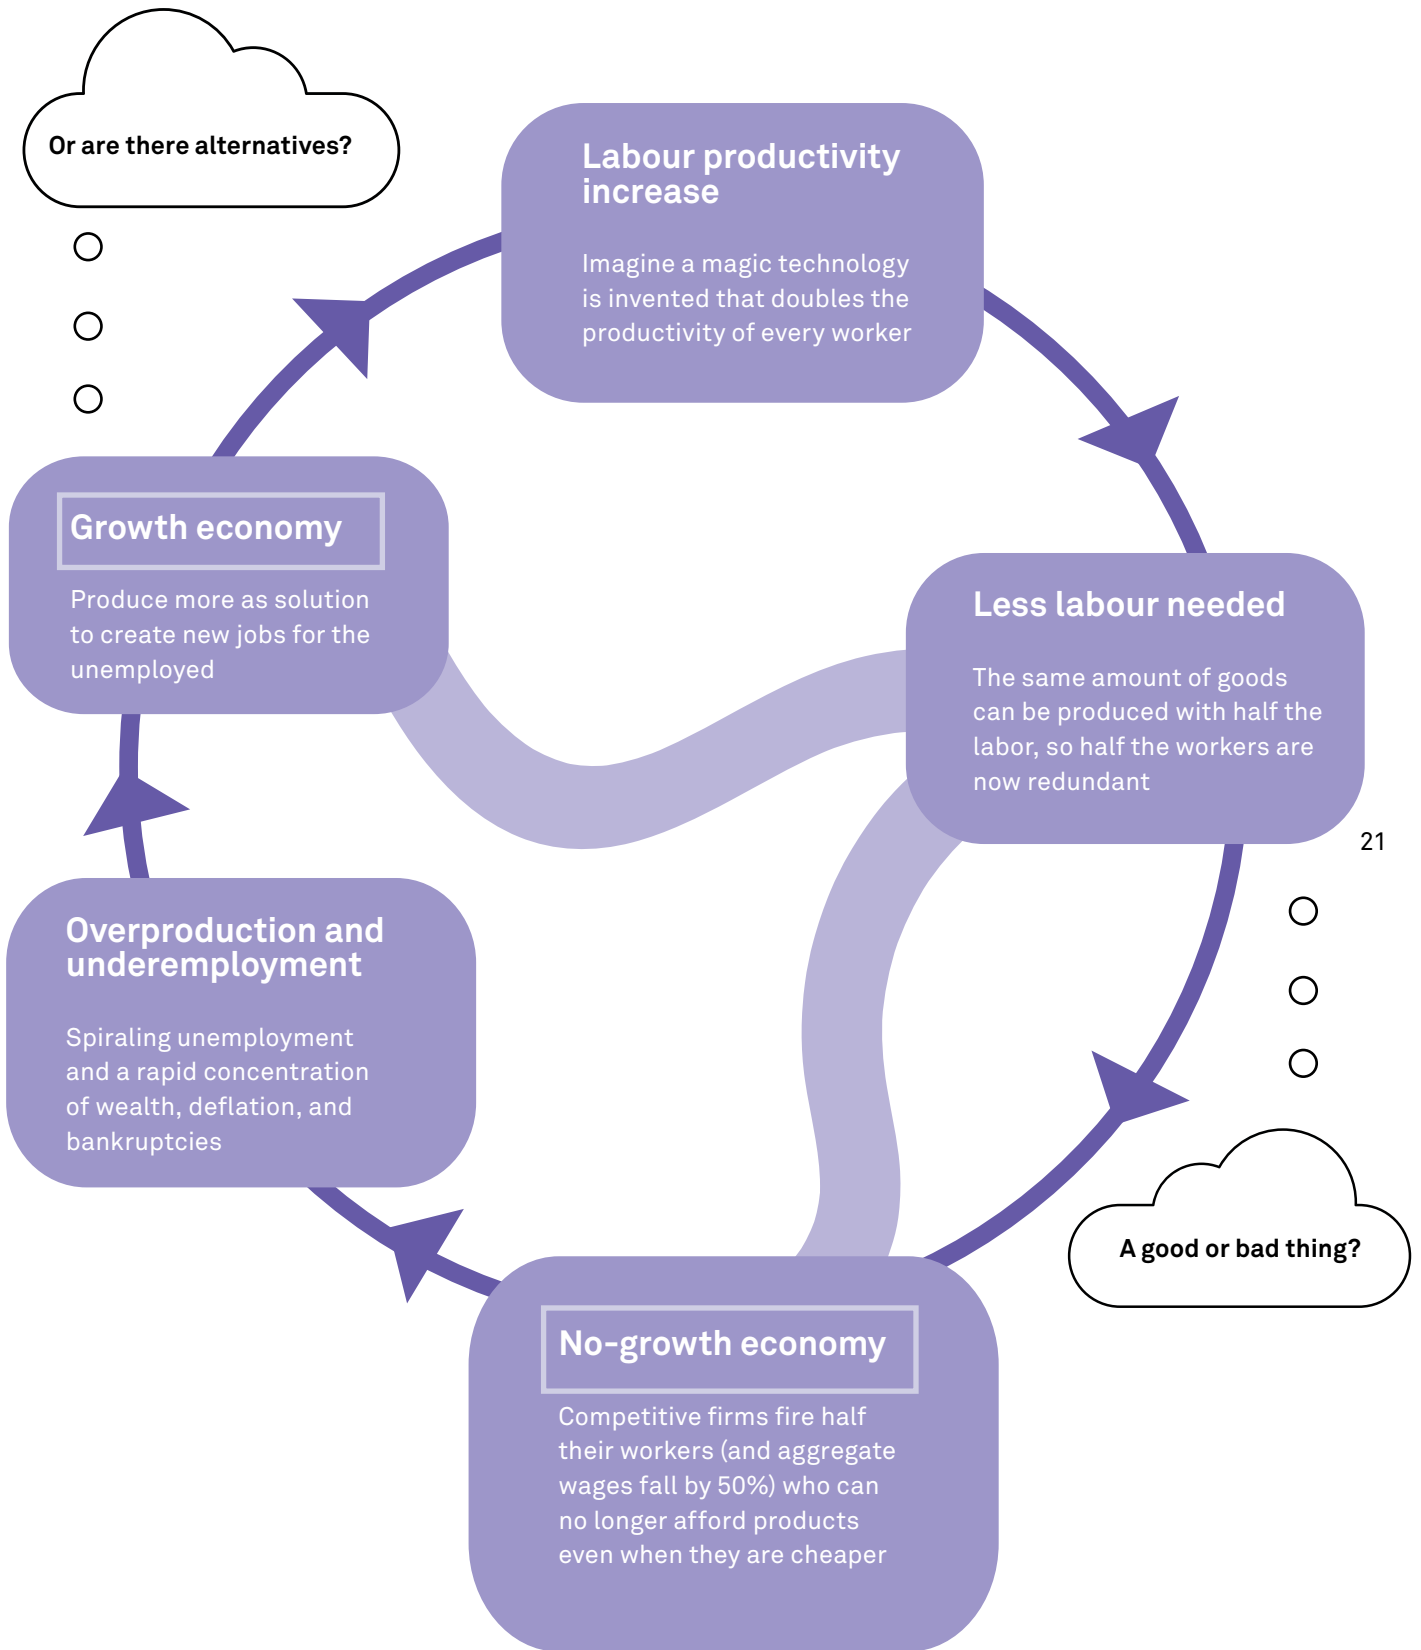 Or are there alternatives?
Labour productivity
increase
Imagine a magic technology
is invented that doubles the
productivity of every worker
Growth economy
Produce more as solution
to create new jobs for the
unemployed
Less labour needed
The same amount of goods
can be produced with half the
labor, so half the workers are
now redundant
21
Overproduction and
underemployment
Spiraling unemployment
and a rapid concentration
of wealth, deflation, and
bankruptcies
A good or bad thing?
No-growth economy
Competitive firms fire half
their workers (and aggregate
wages fall by 50%) who can
no longer afford products
even when they are cheaper